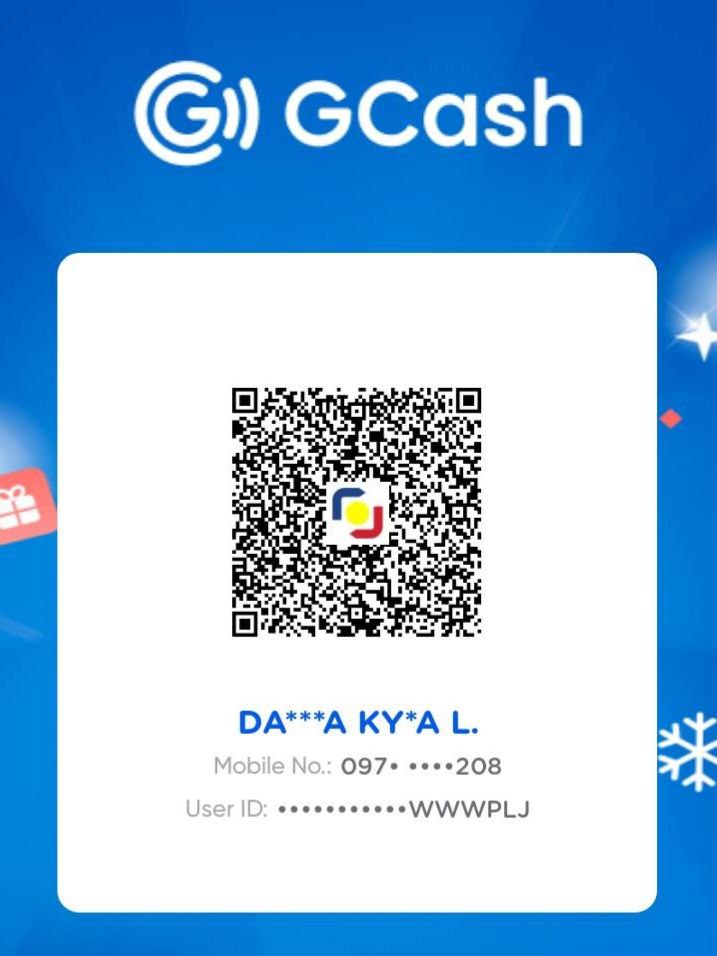 GCash
DA***A KY*A L.
Mobile No.: 097• ••••208
User ID: •••••••••••WWWPLJ